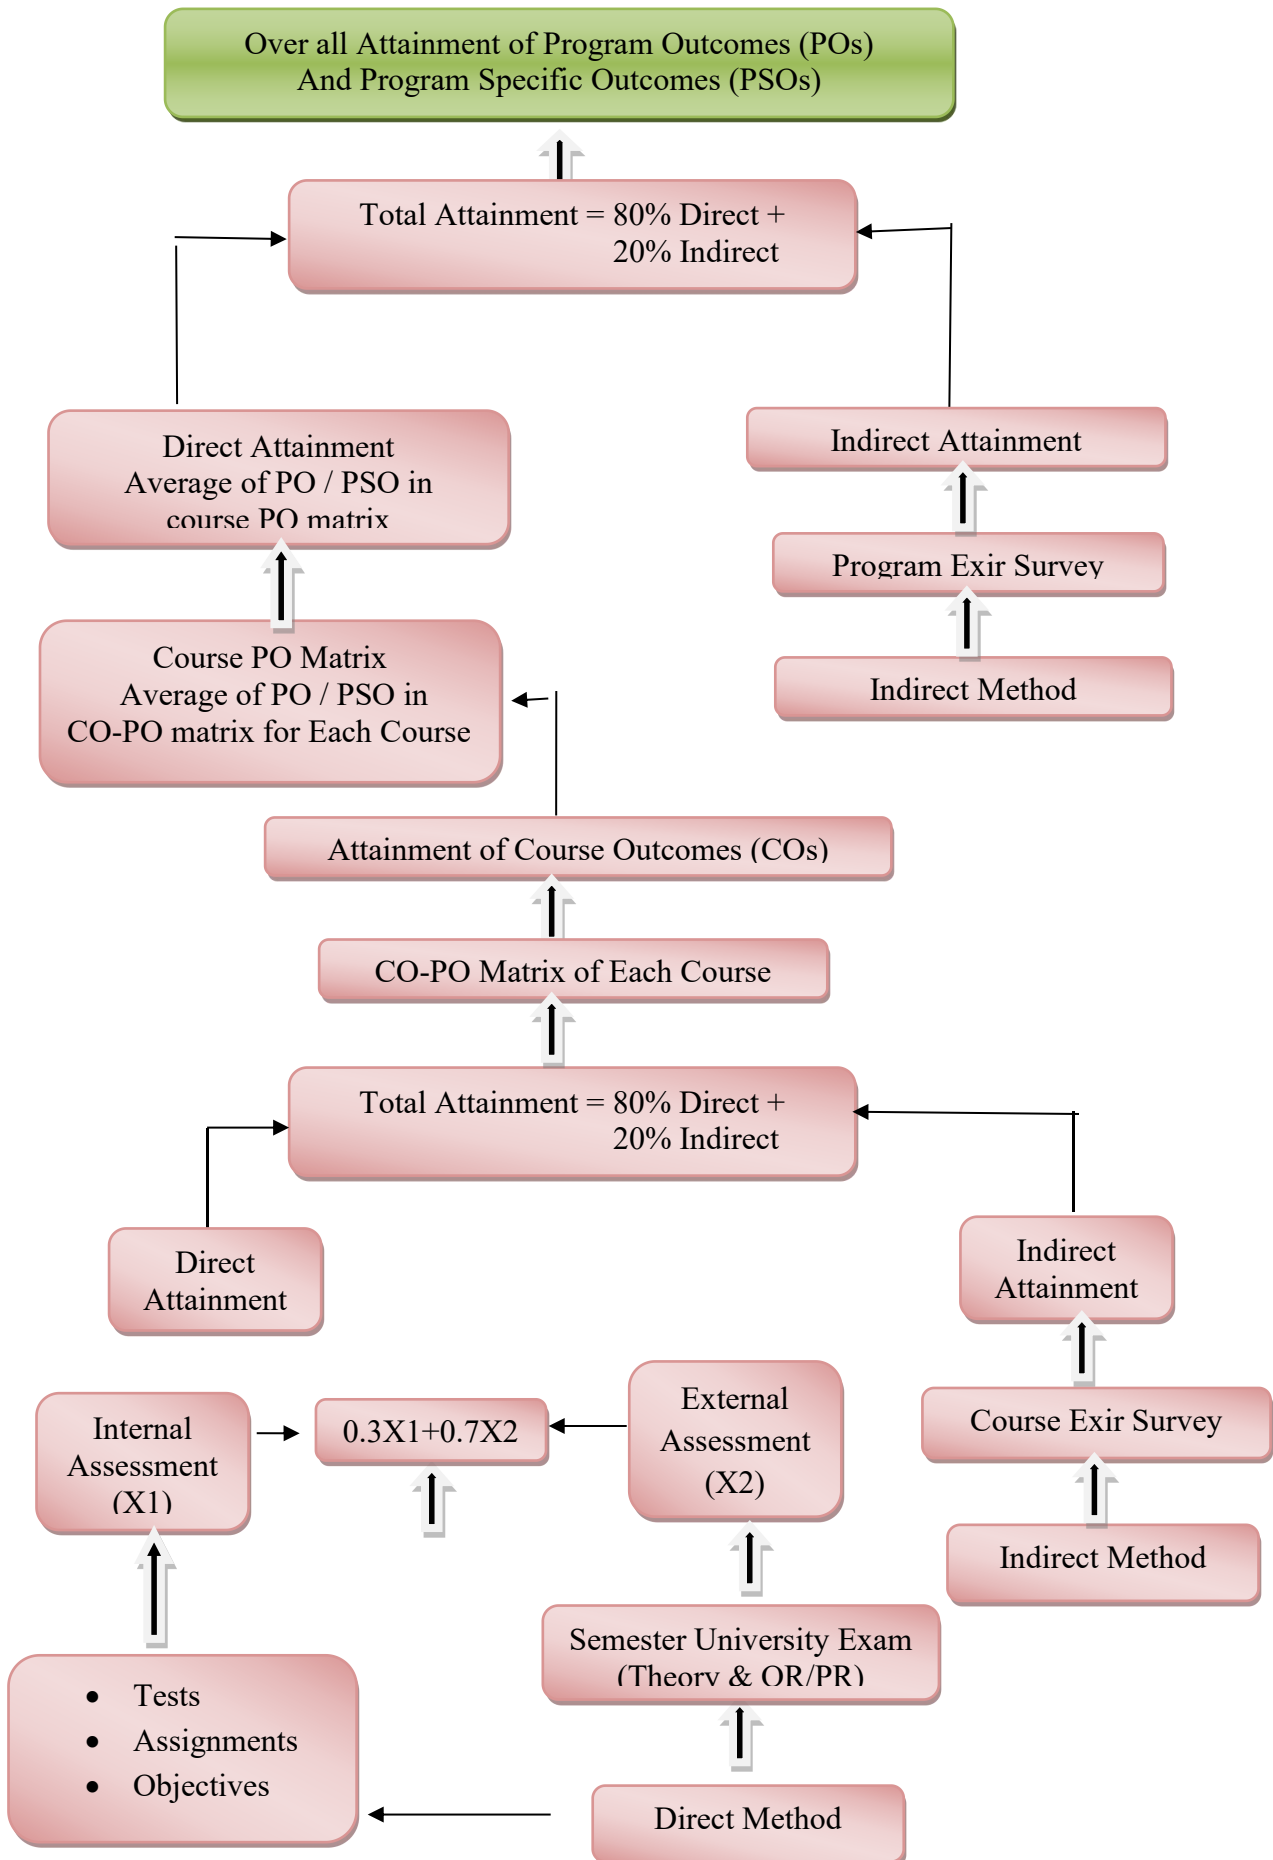 Over all Attainment of Program Outcomes (POs)
And Program Specific Outcomes (PSOs)
Total Attainment = 80% Direct +
20% Indirect
Direct Attainment
Average of PO / PSO in
course PO matrix
Indirect Attainment
Program Exir Survey
Indirect Method
Course PO Matrix
Average of PO / PSO in
CO-PO matrix for Each Course
Attainment of Course Outcomes (COs)
CO-PO Matrix of Each Course
Total Attainment = 80% Direct +
20% Indirect
Direct
Attainment
Indirect
Attainment
Internal
Assessment
(X1)
0.3X1+0.7X2
External
Assessment
(X2)
Course Exir Survey
Indirect Method
Semester University Exam
(Theory & OR/PR)
• Tests
• Assignments
• Objectives
Direct Method